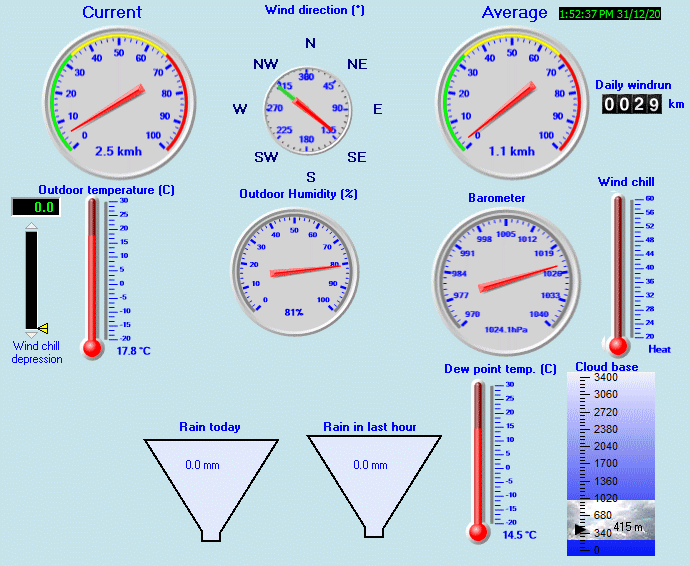 Current
Wind direction (°)
Average
1:52:37 PM 31/12/20
0 10 20 30 40 50 60 70 80 90 100
2.5 kmh
N
NE
E
SE
S
SW
W
NW
300 45 90 135 180 225 270 315
0 10 20 30 40 50 60 70 80 90 100
1.1 kmh
Daily windrun
0029 km
0.0
Wind chill
depression
Outdoor temperature (C)
30
25
20
15
10
5
0
-5
-10
-15
-20
17.8 °C
Outdoor Humidity (%)
0 10 20 30 40 50 60 70 80 90 100
81%
Barometer
970 977 984 991 998 1005 1012 1019 1026 1033 1040
1024.1hPa
Wind chill
60
56
52
48
44
40
36
32
28
24
20
Heat
Rain today
0.0 mm
Rain in last hour
0.0 mm
Dew point temp. (C)
30
25
20
15
10
5
0
-5
-10
-15
-20
14.5 °C
Cloud base
3400
3060
2720
2380
2040
1700
1360
1020
680
340
0
415 m